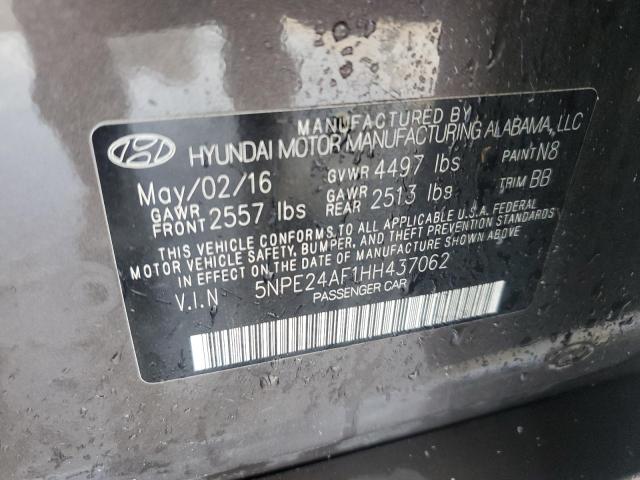 MANUFACTURED BY
HYUNDAI MOTOR MANUFACTURING ALABAMA, LLC
May/02/16 GVWR 4497 lbs PAINT N8
GAWR FRONT 2557 lbs GAWR REAR 2513 lbs TRIM BB
THIS VEHICLE CONFORMS TO ALL APPLICABLE U.S.A. FEDERAL
MOTOR VEHICLE SAFETY, BUMPER, AND THEFT PREVENTION STANDARDS
IN EFFECT ON THE DATE OF MANUFACTURE SHOWN ABOVE.
V.I.N 5NPE24AF1HH437062
PASSENGER CAR